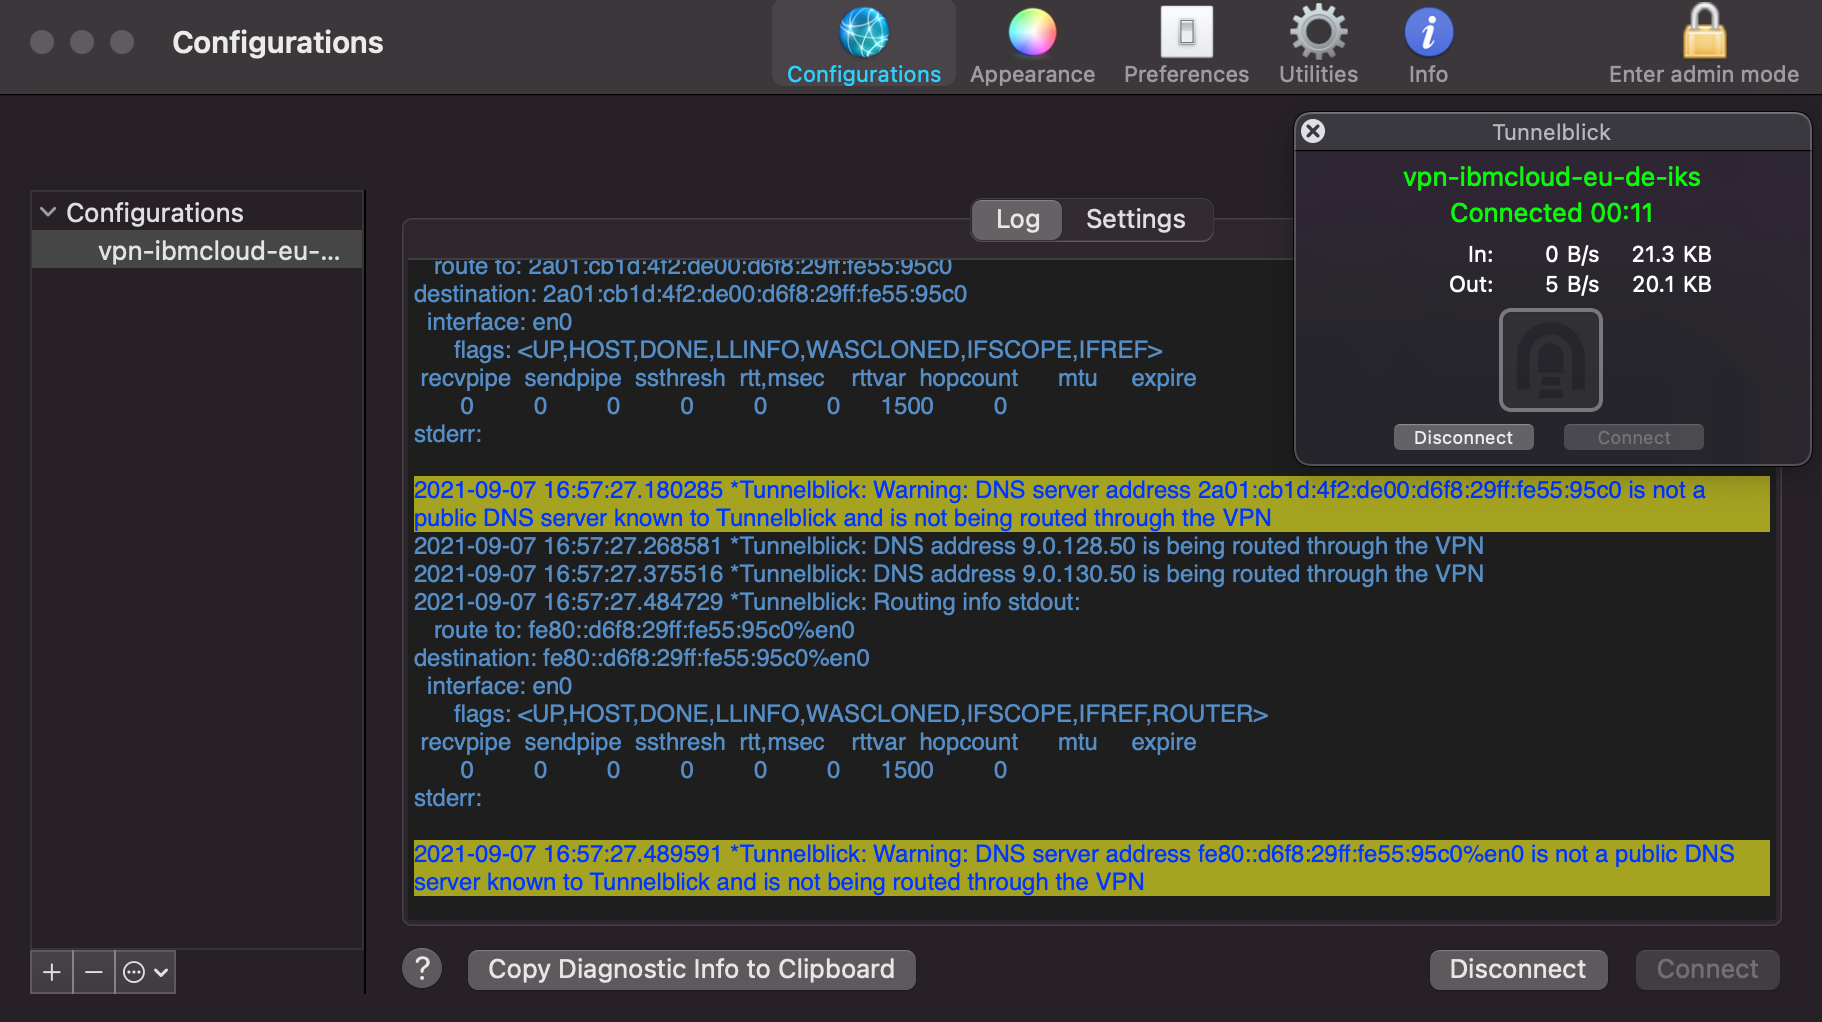 Configurations
Configurations
Appearance
Preferences
Utilities
Info
Enter admin mode
Tunnelblick
vpn-ibmcloud-eu-de-iks
Connected 00:11
In: 0 B/s 21.3 KB
Out: 5 B/s 20.1 KB
Disconnect
Connect
Configurations
vpn-ibmcloud-eu-...
Log
Settings
route to: 2a01:cb1d:4f2:de00:d6f8:29ff:fe55:95c0
destination: 2a01:cb1d:4f2:de00:d6f8:29ff:fe55:95c0
interface: en0
flags: <UP,HOST,DONE,LLINFO,WASCLONED,IFSCOPE,IFREF>
recvpipe sendpipe ssthresh rtt,msec rttvar hopcount mtu expire
0 0 0 0 0 0 1500 0
stderr:
2021-09-07 16:57:27.180285 *Tunnelblick: Warning: DNS server address 2a01:cb1d:4f2:de00:d6f8:29ff:fe55:95c0 is not a
public DNS server known to Tunnelblick and is not being routed through the VPN
2021-09-07 16:57:27.268581 *Tunnelblick: DNS address 9.0.128.50 is being routed through the VPN
2021-09-07 16:57:27.375516 *Tunnelblick: DNS address 9.0.130.50 is being routed through the VPN
2021-09-07 16:57:27.484729 *Tunnelblick: Routing info stdout:
route to: fe80::d6f8:29ff:fe55:95c0%en0
destination: fe80::d6f8:29ff:fe55:95c0%en0
interface: en0
flags: <UP,HOST,DONE,LLINFO,WASCLONED,IFSCOPE,IFREF,ROUTER>
recvpipe sendpipe ssthresh rtt,msec rttvar hopcount mtu expire
0 0 0 0 0 0 1500 0
stderr:
2021-09-07 16:57:27.489591 *Tunnelblick: Warning: DNS server address fe80::d6f8:29ff:fe55:95c0%en0 is not a public DNS
server known to Tunnelblick and is not being routed through the VPN
?
Copy Diagnostic Info to Clipboard
Disconnect
Connect